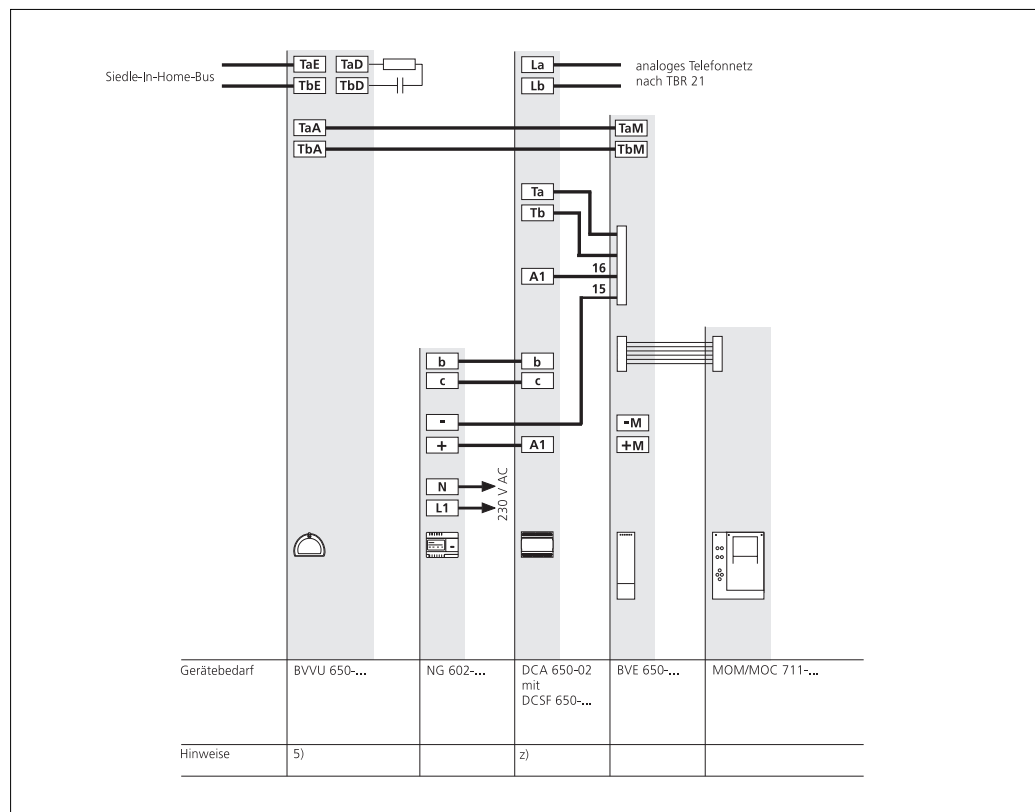 TaE TaD La
Siedle-In-Home-Bus analoges Telefonnetz
TbE TbD Lb nach TBR 21
TaA TaM
TbA TbM
Ta
Tb
16
A1
15
b b
c c
- -M
+ A1 +M
N
L1
230 V AC
Gerätebedarf BVVU 650-... NG 602-... DCA 650-02 BVE 650-... MOM/MOC 711-...
mit
DCSF 650-...
Hinweise 5) z)